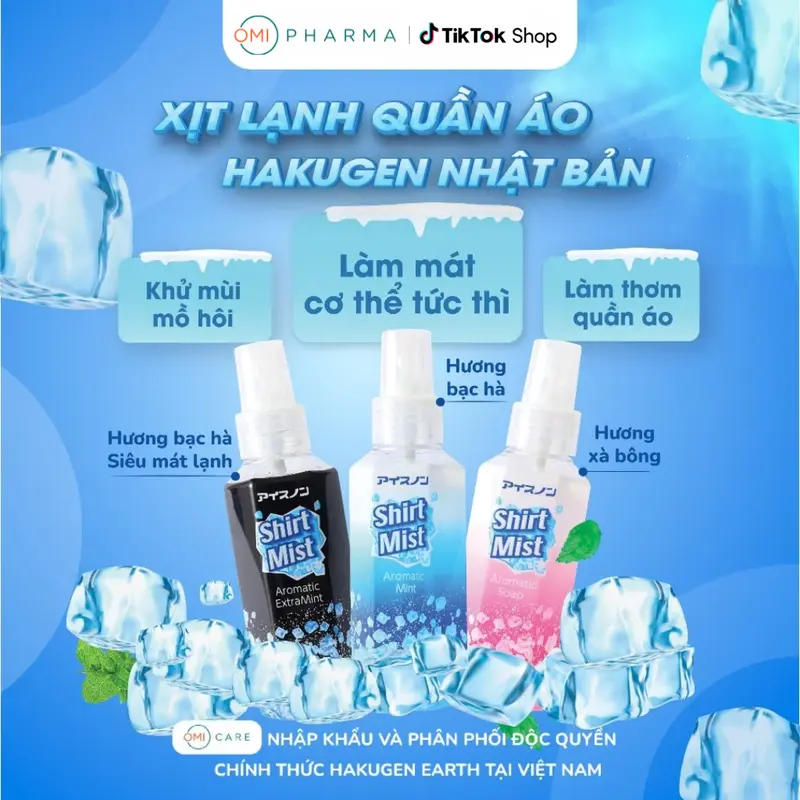 OMI PHARMA | TikTok Shop
XỊT LẠNH QUẦN ÁO
HAKUGEN NHẬT BẢN
Khử mùi
mồ hôi
Làm mát
cơ thể tức thì
Làm thơm
quần áo
Hương bạc hà
Siêu mát lạnh
Hương
bạc hà
Hương
xà bông
アイスノン
Shirt
Mist
Aromatic
ExtraMint
アイスノン
Shirt
Mist
Aromatic
Mint
アイスノン
Shirt
Mist
Aromatic
Soap
OMI CARE NHẬP KHẨU VÀ PHÂN PHỐI ĐỘC QUYỀN
CHÍNH THỨC HAKUGEN EARTH TẠI VIỆT NAM